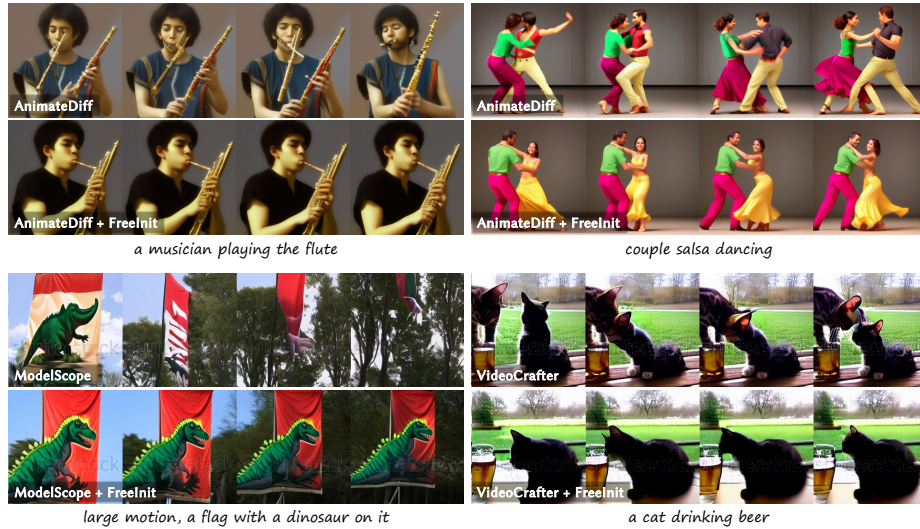 AnimateDiff
AnimateDiff
AnimateDiff + FreeInit
AnimateDiff + FreeInit
a musician playing the flute
couple salsa dancing
ModelScope
VideoCrafter
ModelScope + FreeInit
VideoCrafter + FreeInit
large motion, a flag with a dinosaur on it
a cat drinking beer